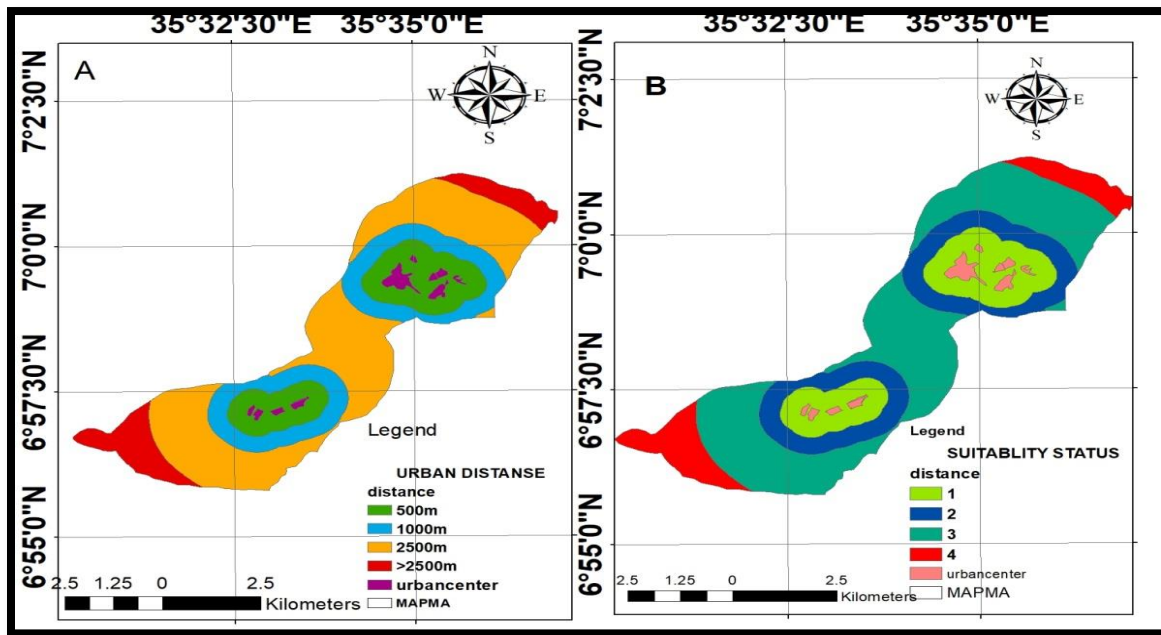 35°32'30"E 35°35'0"E
A
N
W E
S
7°2'30"N
7°0'0"N
6°57'30"N
6°55'0"N
Legend
URBAN DISTANSE
distance
500m
1000m
2500m
>2500m
urbancenter
MAPMA
2.5 1.25 0 2.5
Kilometers
35°32'30"E 35°35'0"E
B
N
W E
S
7°2'30"N
7°0'0"N
6°57'30"N
6°55'0"N
Legend
SUITABLITY STATUS
distance
1
2
3
4
urbancenter
MAPMA
2.5 1.25 0 2.5
Kilometers